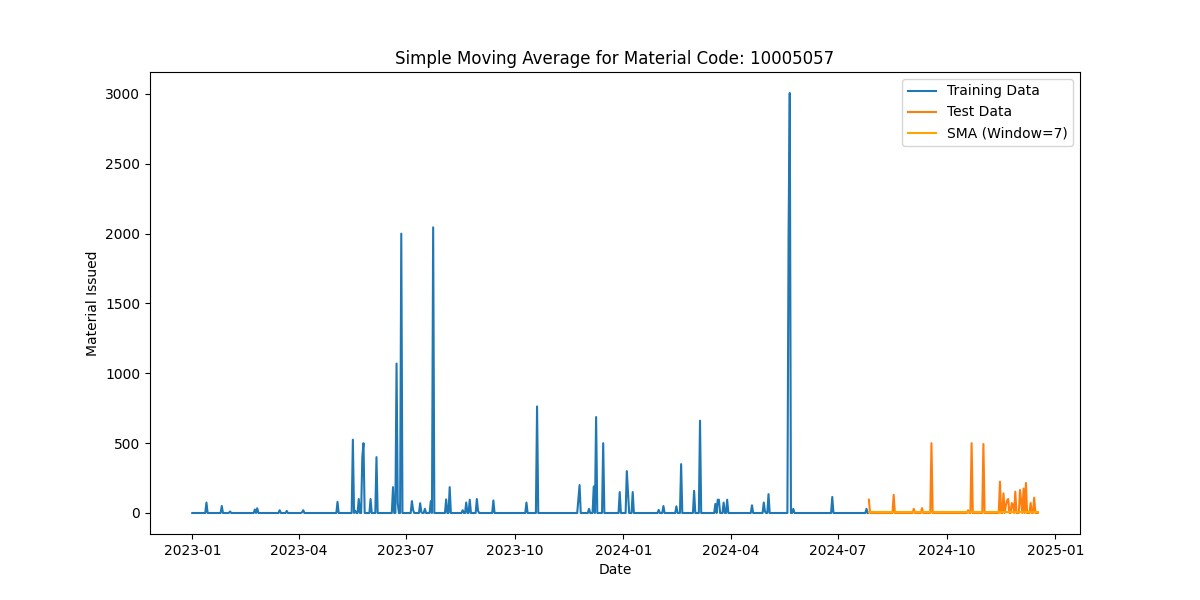 Simple Moving Average for Material Code: 10005057
Training Data
Test Data
SMA (Window=7)
Material Issued
3000
2500
2000
1500
1000
500
0
2023-01 2023-04 2023-07 2023-10 2024-01 2024-04 2024-07 2024-10 2025-01
Date